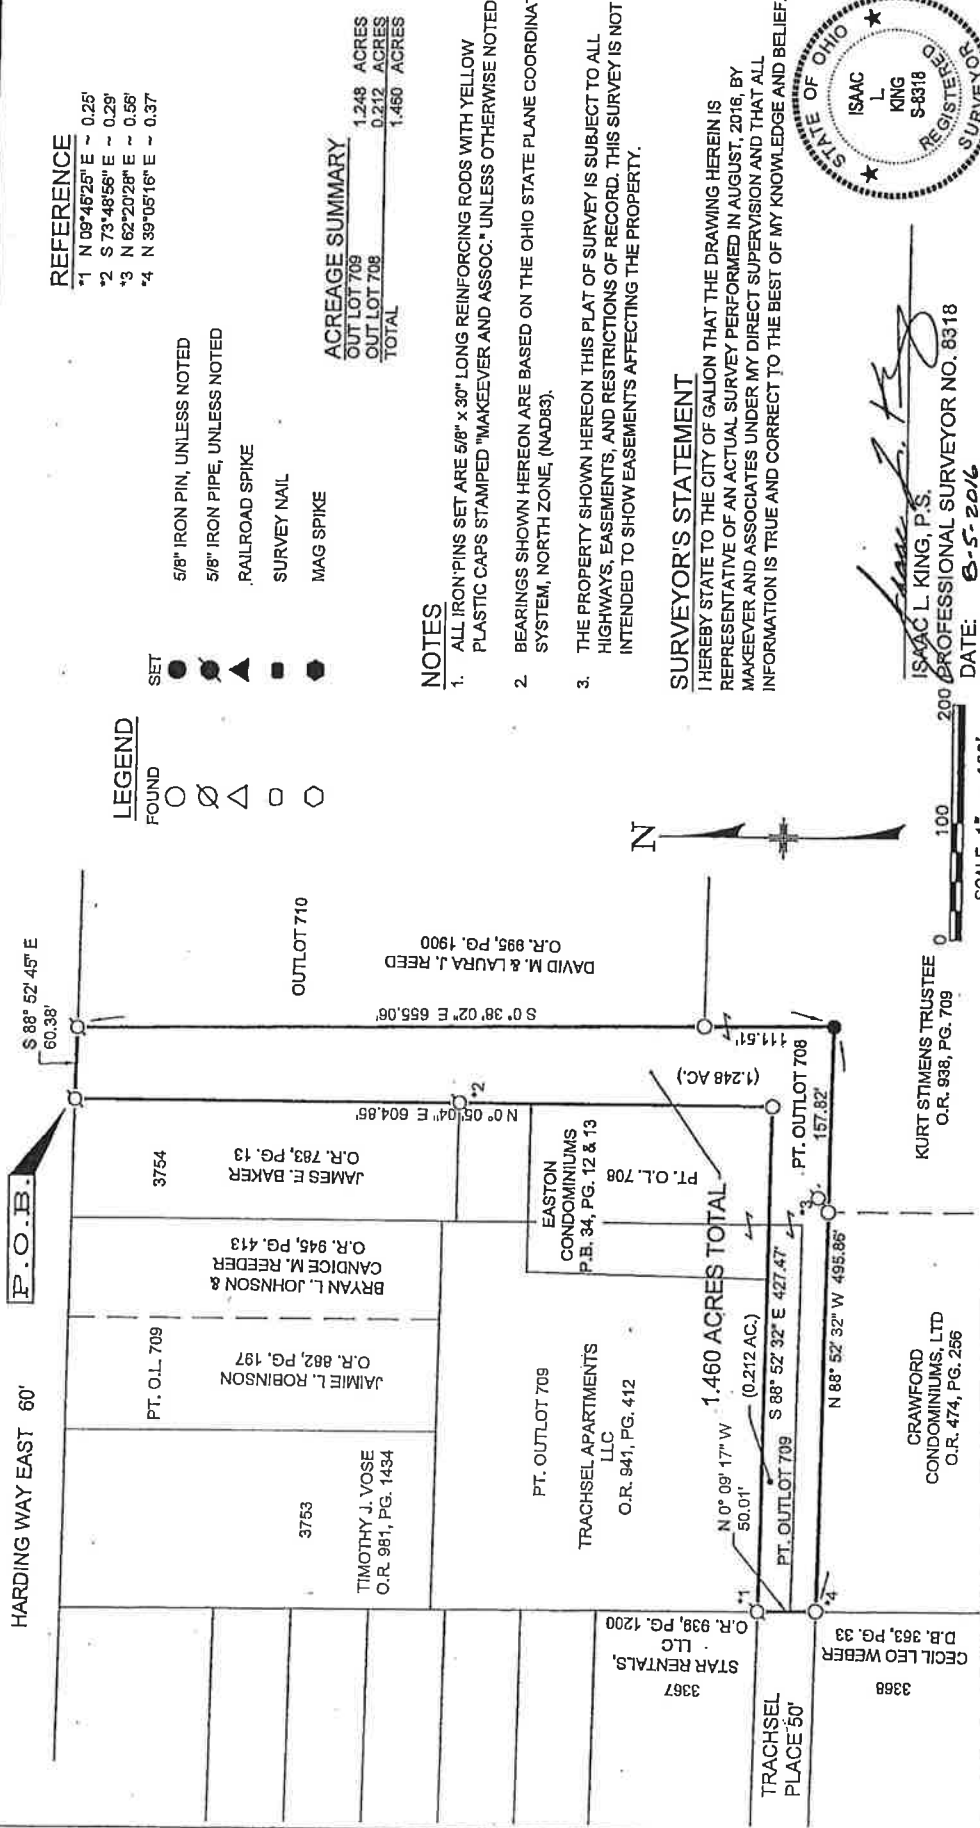 HARDING WAY EAST 60'
P.O.B.
S 88° 52' 45" E
60.38'
3753
TIMOTHY J. VOSE
O.R. 981, PG. 1434
PT. O.L. 709
JAIMIE L. ROBINSON
O.R. 882, PG. 197
BRYAN L. JOHNSON &
CANDICE M. REEDER
O.R. 945, PG. 413
3754
JAMES E. BAKER
O.R. 783, PG. 13
N 0° 05' 04" E 604.86'
*2
S 0° 38' 02" E 655.06'
OUTLOT 710
DAVID M. & LAURA J. REED
O.R. 995, PG. 1900
111.51'
(1.248 AC.)
EASTON
CONDOMINIUMS
P.B. 34, PG. 12 & 13
PT. O.L. 708
PT. OUTLOT 709
TRACHSEL APARTMENTS
LLC
O.R. 941, PG. 412
1.460 ACRES TOTAL
N 0° 09' 17" W
50.01'
(0.212 AC.)
PT. OUTLOT 709
S 88° 52' 32" E 427.47'
PT. OUTLOT 708
157.82'
*3
N 88° 52' 32" W 495.86'
*1
*4
3367
STAR RENTALS,
LLC
O.R. 939, PG. 1200
TRACHSEL
PLACE 50'
3368
CECIL LEO WEBER
D.B. 363, PG. 33
CRAWFORD
CONDOMINIUMS, LTD
O.R. 474, PG. 256
KURT STIMENS TRUSTEE
O.R. 938, PG. 709
N
0 100 200
LEGEND
FOUND SET
5/8" IRON PIN, UNLESS NOTED
5/8" IRON PIPE, UNLESS NOTED
RAILROAD SPIKE
SURVEY NAIL
MAG SPIKE
REFERENCE
*1 N 09°46'25" E ~ 0.25'
*2 S 73°48'56" E ~ 0.29'
*3 N 62°20'28" E ~ 0.56'
*4 N 39°05'16" E ~ 0.37'
ACREAGE SUMMARY
OUT LOT 709 1.248 ACRES
OUT LOT 708 0.212 ACRES
TOTAL 1.460 ACRES
NOTES
1. ALL IRON PINS SET ARE 5/8" x 30" LONG REINFORCING RODS WITH YELLOW
PLASTIC CAPS STAMPED "MAKEEVER AND ASSOC." UNLESS OTHERWISE NOTED
2. BEARINGS SHOWN HEREON ARE BASED ON THE OHIO STATE PLANE COORDINAT
SYSTEM, NORTH ZONE, (NAD83).
3. THE PROPERTY SHOWN HEREON THIS PLAT OF SURVEY IS SUBJECT TO ALL
HIGHWAYS, EASEMENTS, AND RESTRICTIONS OF RECORD. THIS SURVEY IS NOT
INTENDED TO SHOW EASEMENTS AFFECTING THE PROPERTY.
SURVEYOR'S STATEMENT
I HEREBY STATE TO THE CITY OF GALION THAT THE DRAWING HEREIN IS
REPRESENTATIVE OF AN ACTUAL SURVEY PERFORMED IN AUGUST, 2016, BY
MAKEEVER AND ASSOCIATES UNDER MY DIRECT SUPERVISION AND THAT ALL
INFORMATION IS TRUE AND CORRECT TO THE BEST OF MY KNOWLEDGE AND BELIEF.
Isaac L. King
ISAAC L. KING, P.S.
PROFESSIONAL SURVEYOR NO. 8318
DATE: 8-5-2016
STATE OF OHIO
ISAAC
L.
KING
S-8318
REGISTERED
SURVEYOR